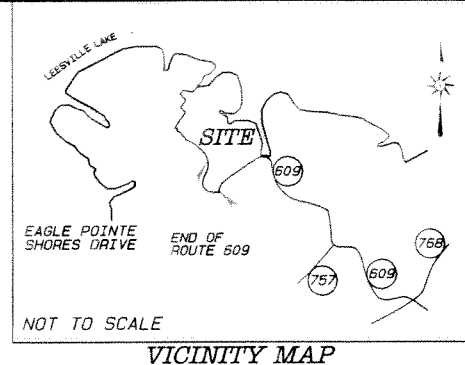 LEESVILLE LAKE
SITE
609
EAGLE POINTE
SHORES DRIVE
END OF
ROUTE 609
768
757
609
NOT TO SCALE
VICINITY MAP